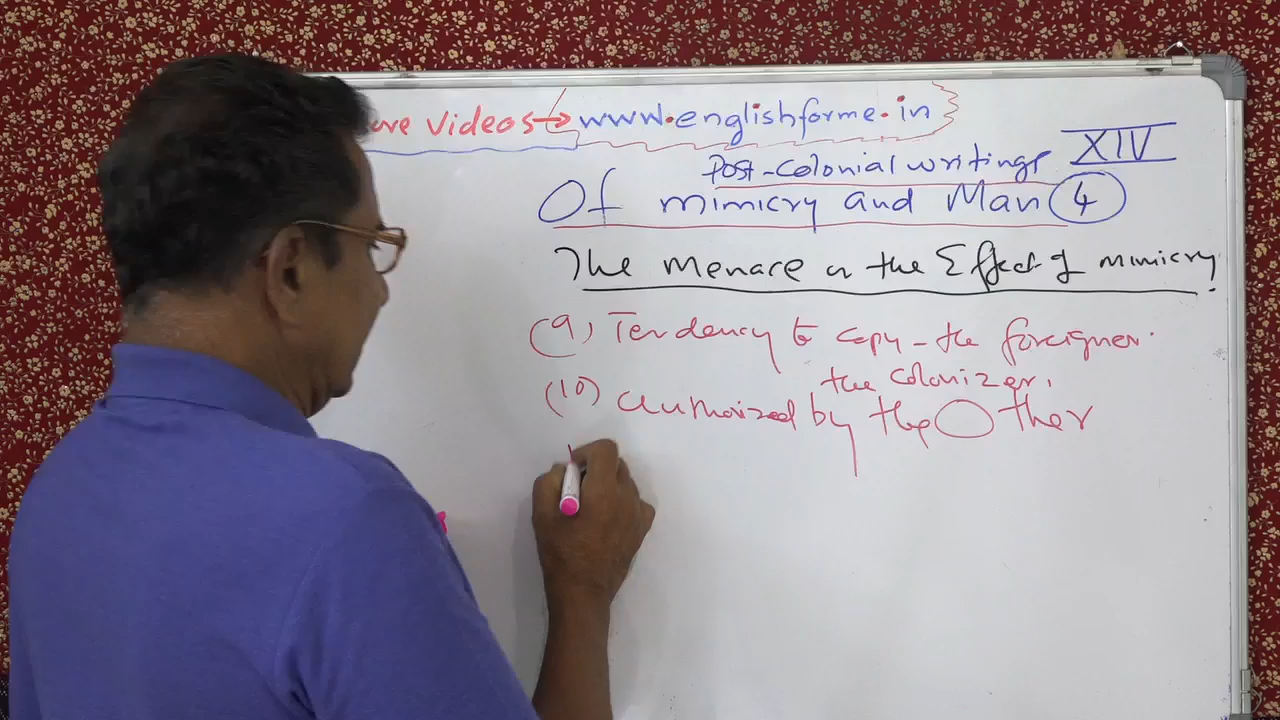 ore Videos → www.englishforme.in
XIV
Post-Colonial writings
Of mimicry and Man 4
The Menace or the Effect of mimicry
(9) Tendency to copy the foreigner.
the colonizer.
(10) authorized by the Other